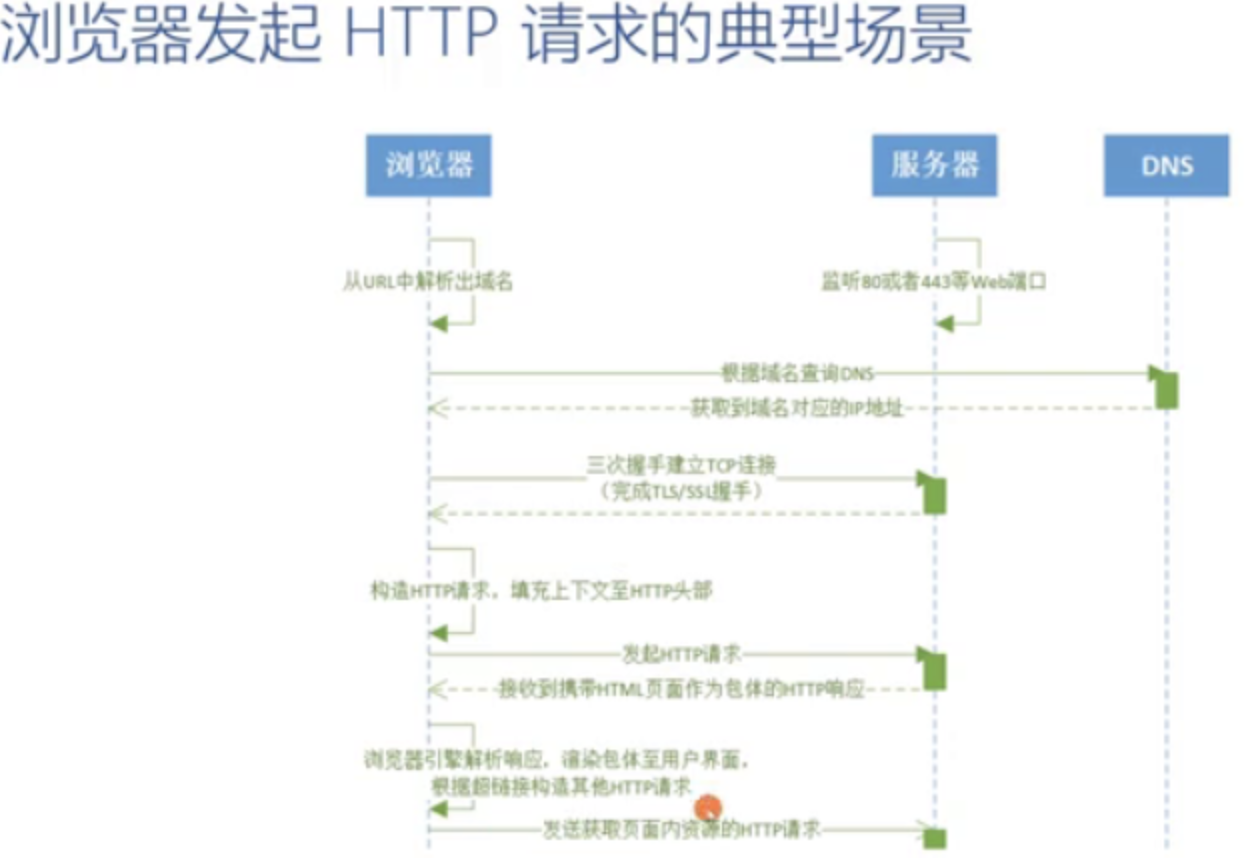 浏览器发起 HTTP 请求的典型场景
浏览器
服务器
DNS
从URL中解析出域名
监听80或者443等Web端口
根据域名查询DNS
获取到域名对应的IP地址
三次握手建立TCP连接
（完成TLS/SSL握手）
构造HTTP请求，填充上下文至HTTP头部
发起HTTP请求
接收到携带HTML页面作为包体的HTTP响应
浏览器引擎解析响应，渲染包体至用户界面，
根据超链接构造其他HTTP请求
发送获取页面内资源的HTTP请求